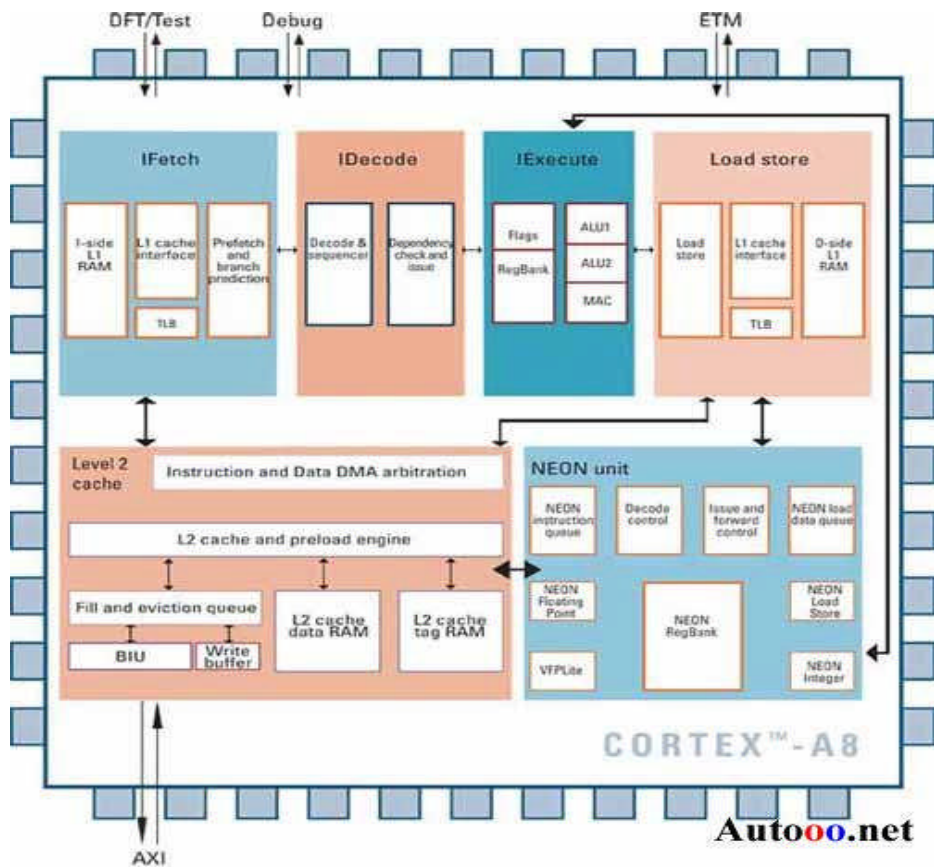 DFT/Test
Debug
ETM
IFetch
I-side
L1
RAM
L1 cache
interface
TLB
Prefetch
and
branch
prediction
IDecode
Decode &
sequencer
Dependency
check and
issue
IExecute
Flags
RegBank
ALU1
ALU2
MAC
Load store
Load
store
L1 cache
interface
TLB
D-side
L1
RAM
Level 2
cache
Instruction and Data DMA arbitration
L2 cache and preload engine
Fill and eviction queue
BIU
Write
buffer
L2 cache
data RAM
L2 cache
tag RAM
NEON unit
NEON
instruction
queue
Decode
control
Issue and
forward
control
NEON load
data queue
NEON
Floating
Point
NEON
RegBank
NEON
Load
Store
VFPLite
NEON
Integer
CORTEX™-A8
AXI
Autooo.net